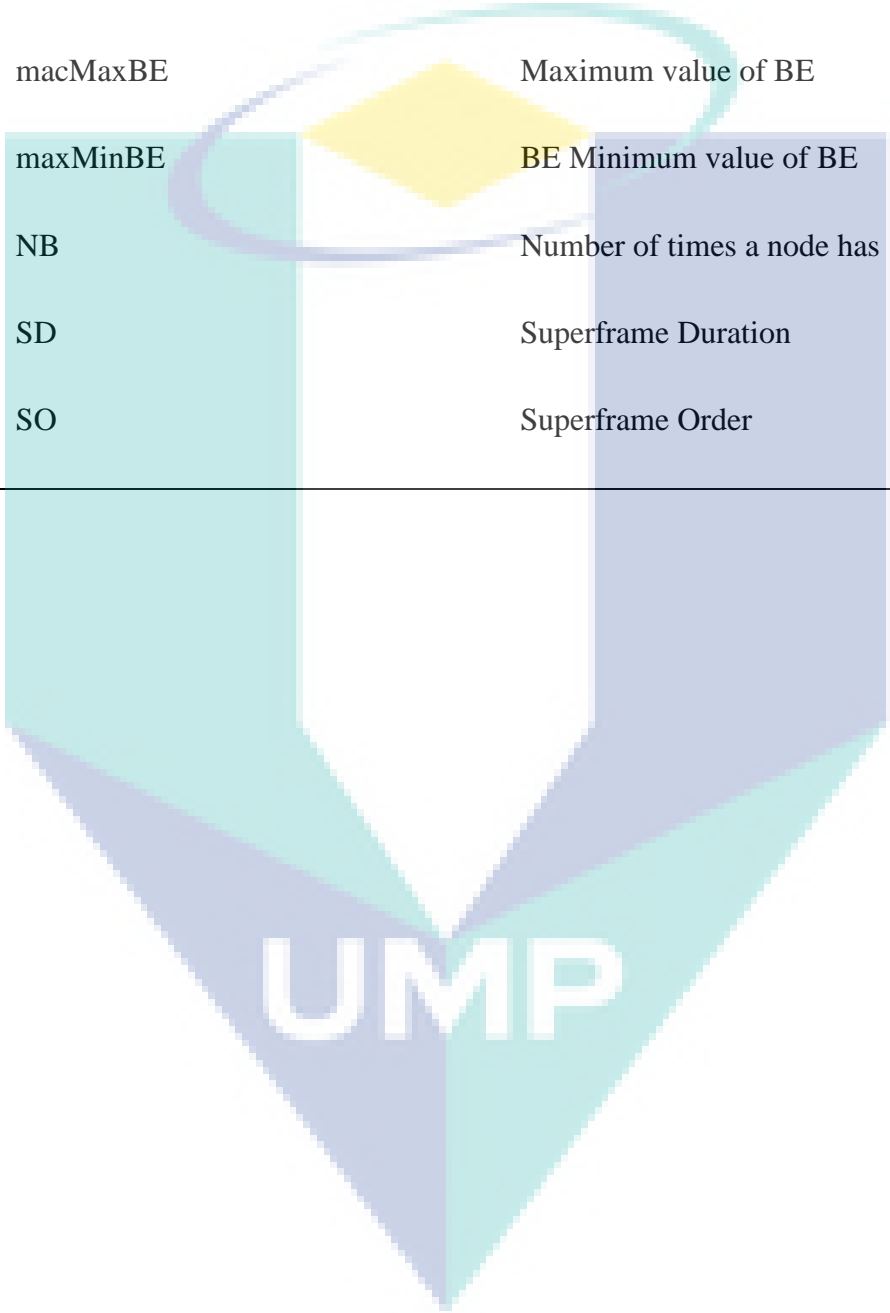 macMaxBE Maximum value of BE
maxMinBE BE Minimum value of BE
NB Number of times a node has
SD Superframe Duration
SO Superframe Order
UMP